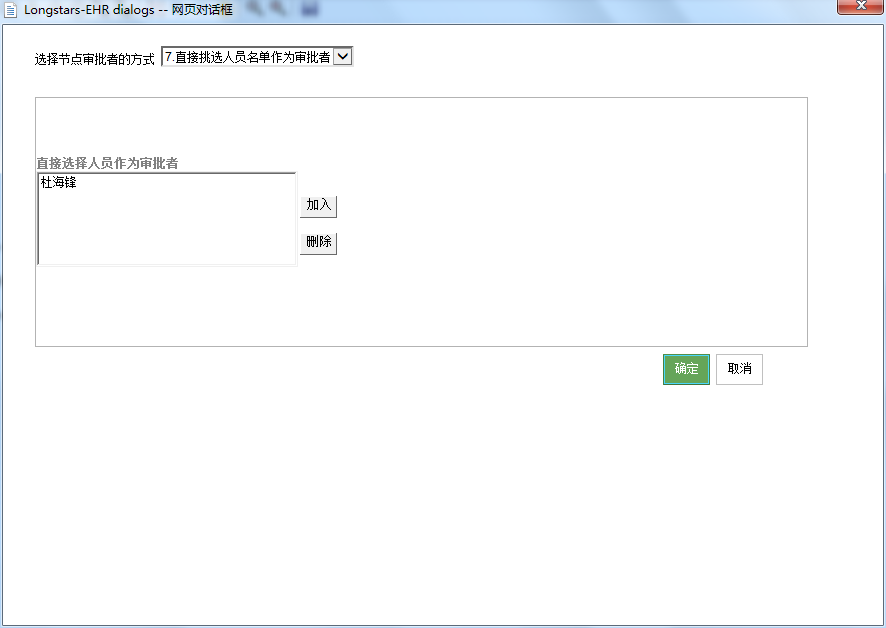 Longstars-EHR dialogs -- 网页对话框
选择节点审批者的方式 7.直接挑选人员名单作为审批者
直接选择人员作为审批者
杜海锋
加入
删除
确定 取消